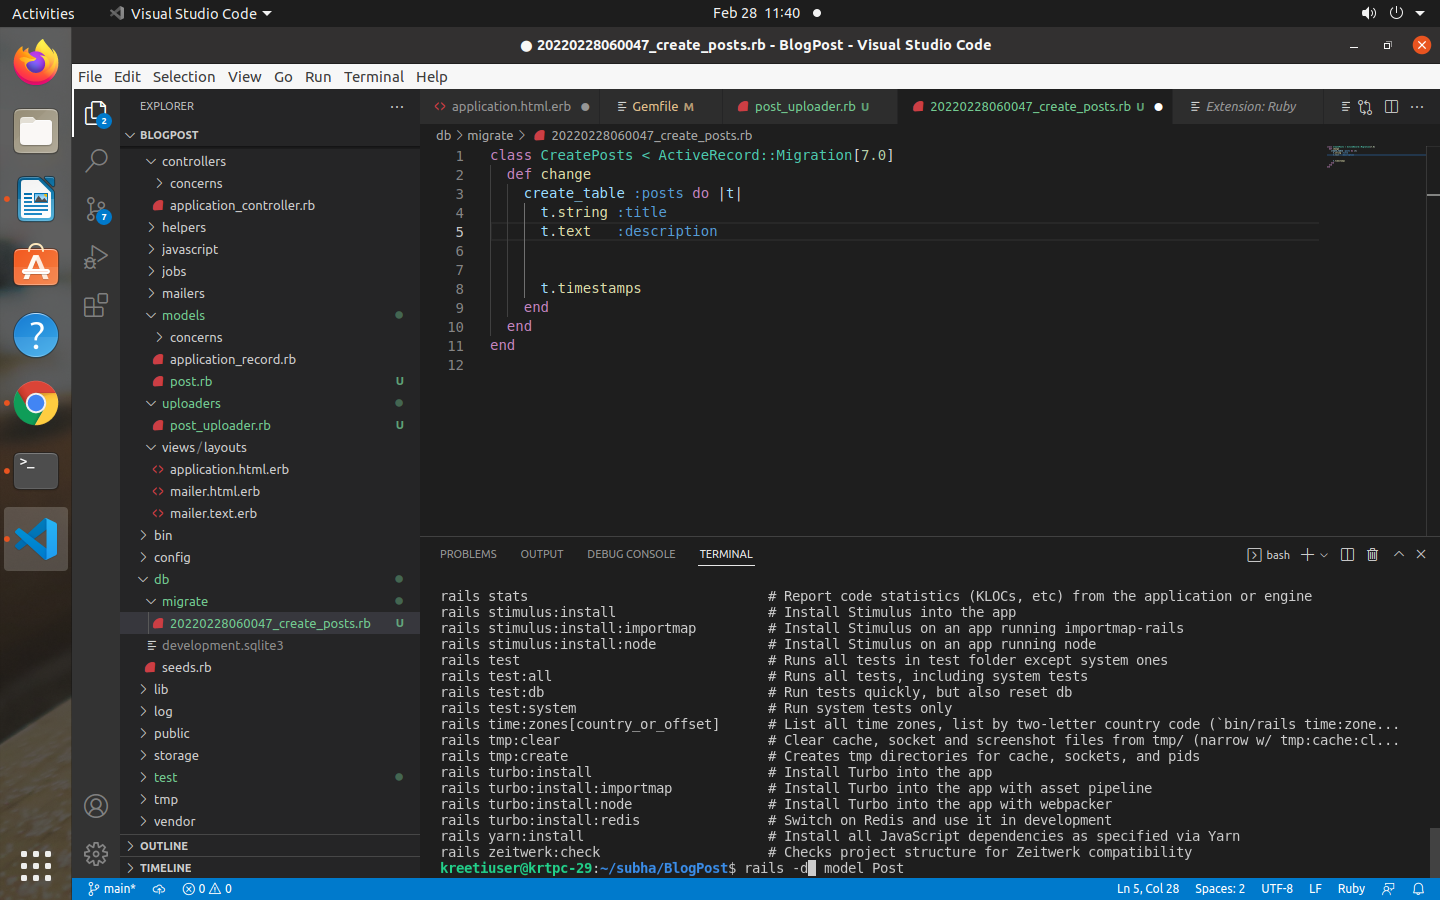 Activities
Visual Studio Code
Feb 28 11:40
20220228060047_create_posts.rb - BlogPost - Visual Studio Code
File Edit Selection View Go Run Terminal Help
2
7
EXPLORER
BLOGPOST
controllers
concerns
application_controller.rb
helpers
javascript
jobs
mailers
models
concerns
application_record.rb
post.rb U
uploaders
post_uploader.rb U
views/layouts
application.html.erb
mailer.html.erb
mailer.text.erb
bin
config
db
migrate
20220228060047_create_posts.rb U
development.sqlite3
seeds.rb
lib
log
public
storage
test
tmp
vendor
OUTLINE
TIMELINE
application.html.erb
Gemfile M
post_uploader.rb U
20220228060047_create_posts.rb U
Extension: Ruby
db > migrate > 20220228060047_create_posts.rb
1 class CreatePosts < ActiveRecord::Migration[7.0]
2 def change
3 create_table :posts do |t|
4 t.string :title
5 t.text :description
6
7
8 t.timestamps
9 end
10 end
11 end
12
PROBLEMS OUTPUT DEBUG CONSOLE TERMINAL
bash
rails stats # Report code statistics (KLOCs, etc) from the application or engine
rails stimulus:install # Install Stimulus into the app
rails stimulus:install:importmap # Install Stimulus on an app running importmap-rails
rails stimulus:install:node # Install Stimulus on an app running node
rails test # Runs all tests in test folder except system ones
rails test:all # Runs all tests, including system tests
rails test:db # Run tests quickly, but also reset db
rails test:system # Run system tests only
rails time:zones[country_or_offset] # List all time zones, list by two-letter country code (`bin/rails time:zone...
rails tmp:clear # Clear cache, socket and screenshot files from tmp/ (narrow w/ tmp:cache:cl...
rails tmp:create # Creates tmp directories for cache, sockets, and pids
rails turbo:install # Install Turbo into the app
rails turbo:install:importmap # Install Turbo into the app with asset pipeline
rails turbo:install:node # Install Turbo into the app with webpacker
rails turbo:install:redis # Switch on Redis and use it in development
rails yarn:install # Install all JavaScript dependencies as specified via Yarn
rails zeitwerk:check # Checks project structure for Zeitwerk compatibility
kreetiuser@krtpc-29:~/subha/BlogPost$ rails -d model Post
main* 0 0
Ln 5, Col 28 Spaces: 2 UTF-8 LF Ruby